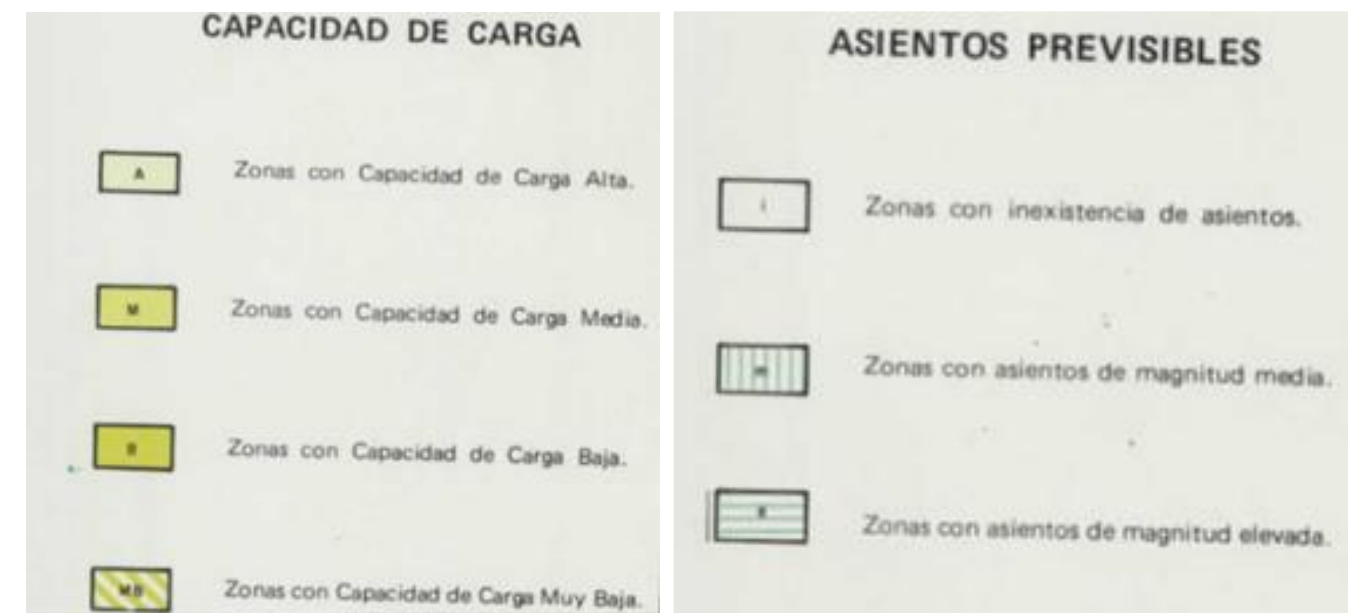 CAPACIDAD DE CARGA
A Zonas con Capacidad de Carga Alta.
M Zonas con Capacidad de Carga Media.
B Zonas con Capacidad de Carga Baja.
MB Zonas con Capacidad de Carga Muy Baja.
ASIENTOS PREVISIBLES
i Zonas con inexistencia de asientos.
m Zonas con asientos de magnitud media.
Zonas con asientos de magnitud elevada.